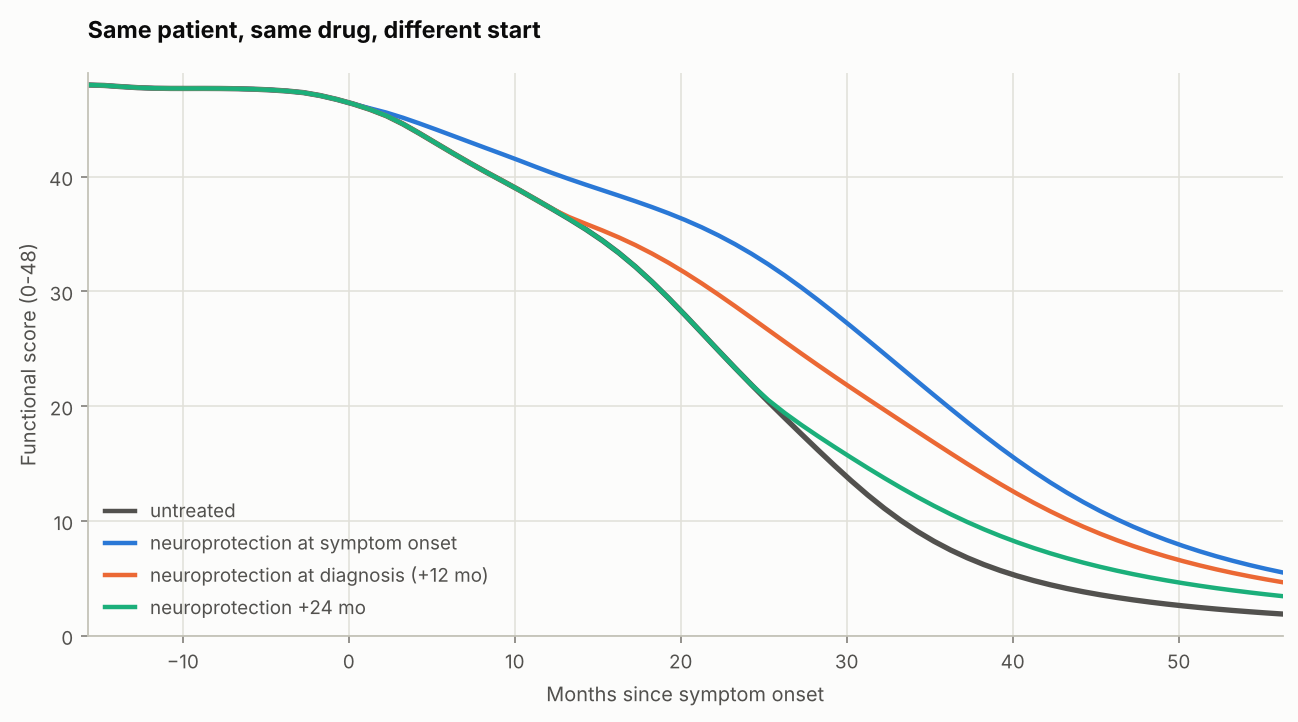 Same patient, same drug, different start
Functional score (0–48)
40
30
20
10
0
untreated
neuroprotection at symptom onset
neuroprotection at diagnosis (+12 mo)
neuroprotection +24 mo
−10
0
10
20
30
40
50
Months since symptom onset